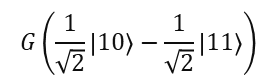 G ( 1/√2 |10⟩ − 1/√2 |11⟩ )